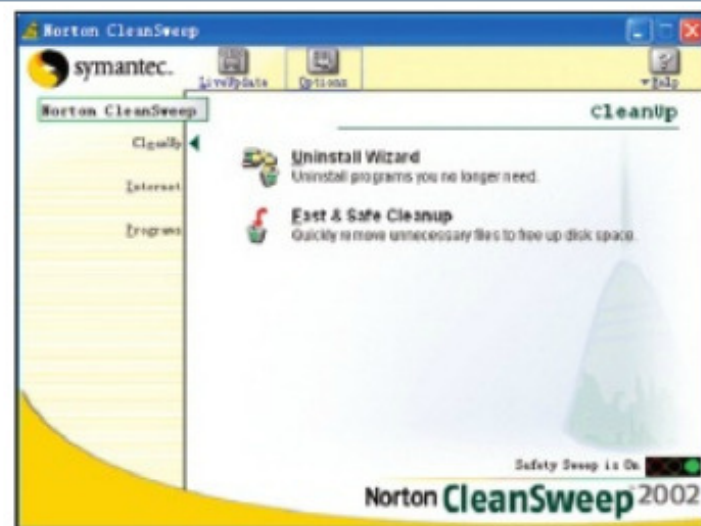 Norton CleanSweep
symantec.
LiveUpdate
Options
Help
Norton CleanSweep
CleanUp
CleanUp
Internet
Programs
Uninstall Wizard
Uninstall programs you no longer need.
Fast & Safe Cleanup
Quickly remove unnecessary files to free up disk space.
Safety Sweep is On
Norton CleanSweep 2002